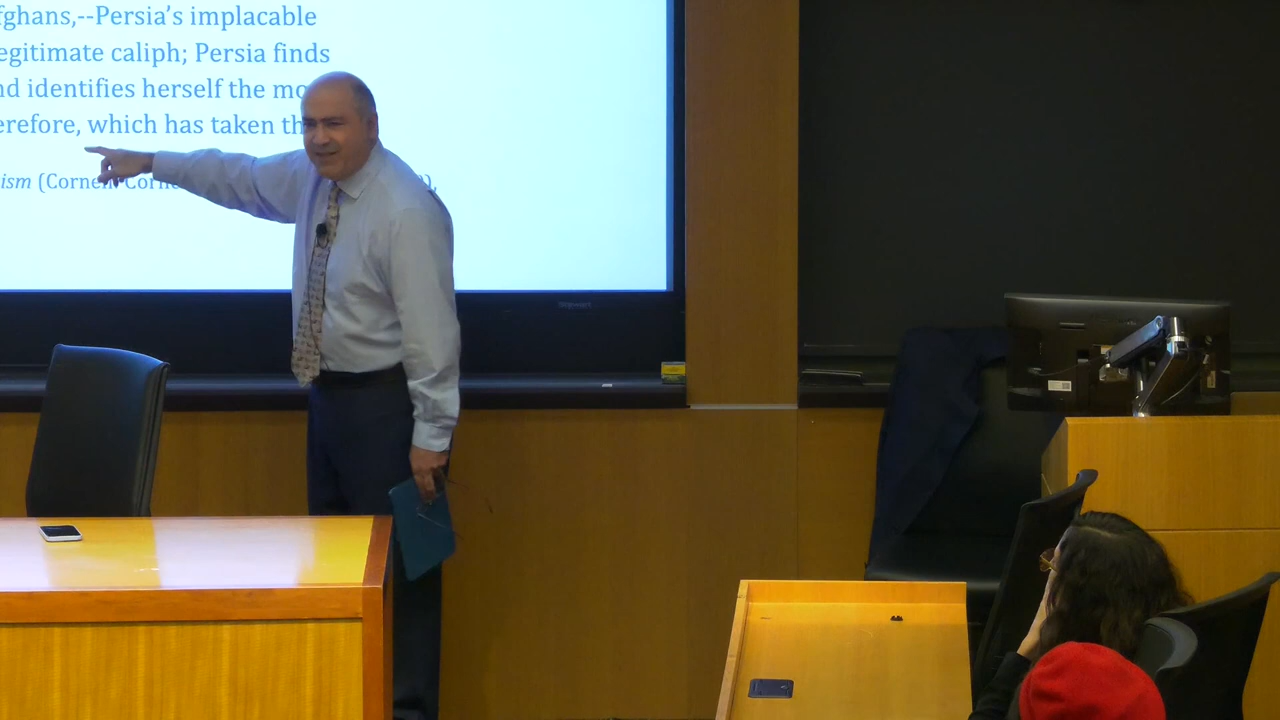 fghans,--Persia’s implacable
egitimate caliph; Persia finds
nd identifies herself the mo
erefore, which has taken th
ism (Cornell: Corne
),